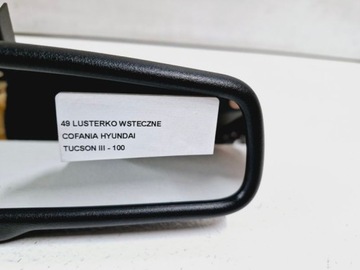 49 LUSTERKO WSTECZNE
COFANIA HYUNDAI
TUCSON III - 100